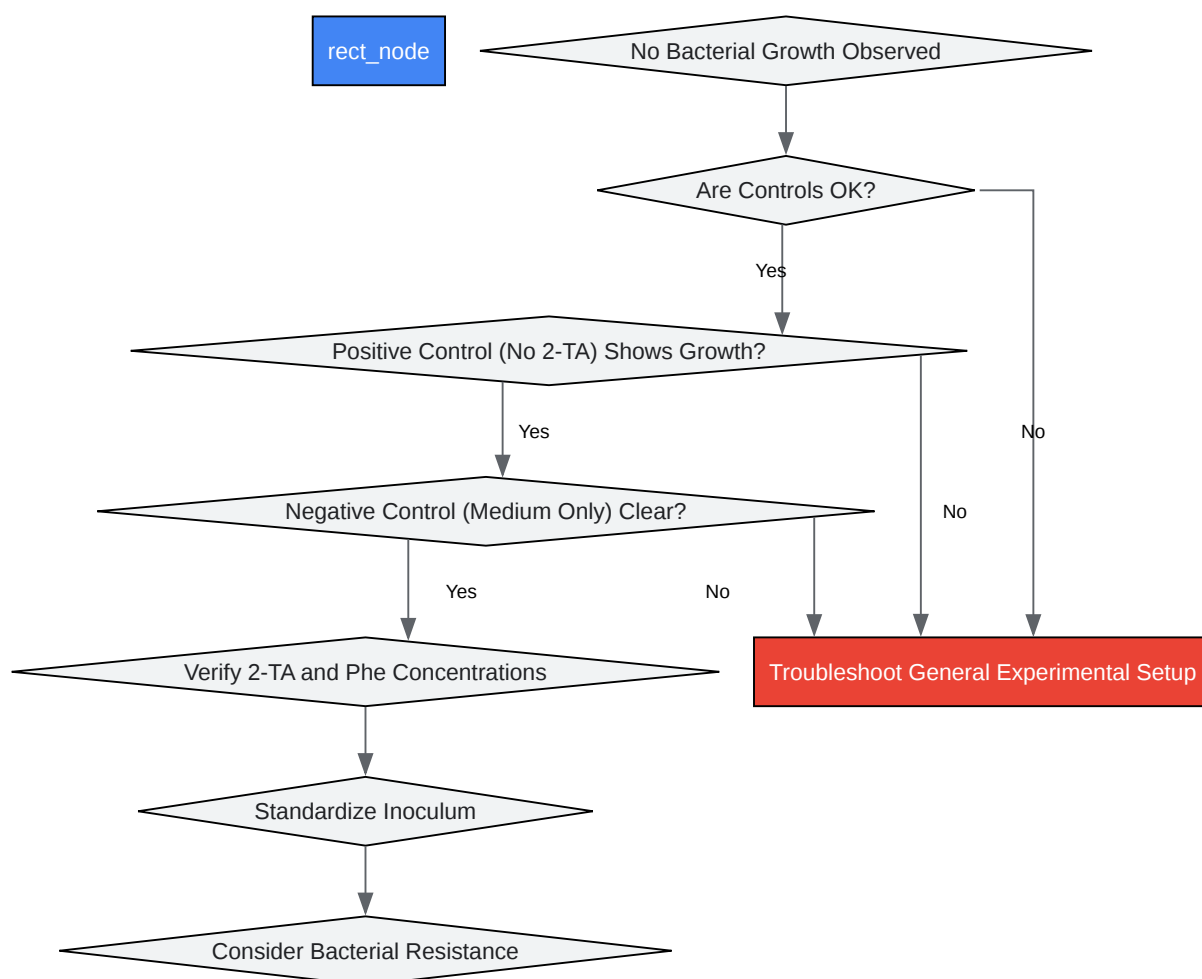 rect_node
No Bacterial Growth Observed
Are Controls OK?
Yes
Positive Control (No 2-TA) Shows Growth?
Yes
No
Negative Control (Medium Only) Clear?
No
Yes
No
Verify 2-TA and Phe Concentrations
Troubleshoot General Experimental Setup
Standardize Inoculum
Consider Bacterial Resistance